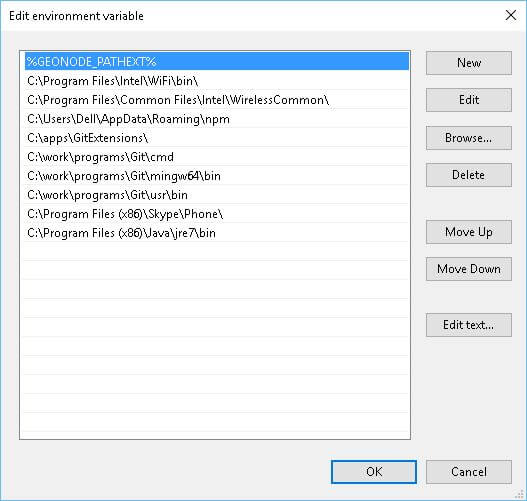 Edit environment variable
%GEONODE_PATHEXT%
C:\Program Files\Intel\WiFi\bin\
C:\Program Files\Common Files\Intel\WirelessCommon\
C:\Users\Dell\AppData\Roaming\npm
C:\apps\GitExtensions\
C:\work\programs\Git\cmd
C:\work\programs\Git\mingw64\bin
C:\work\programs\Git\usr\bin
C:\Program Files (x86)\Skype\Phone\
C:\Program Files (x86)\Java\jre7\bin
New
Edit
Browse...
Delete
Move Up
Move Down
Edit text...
OK
Cancel